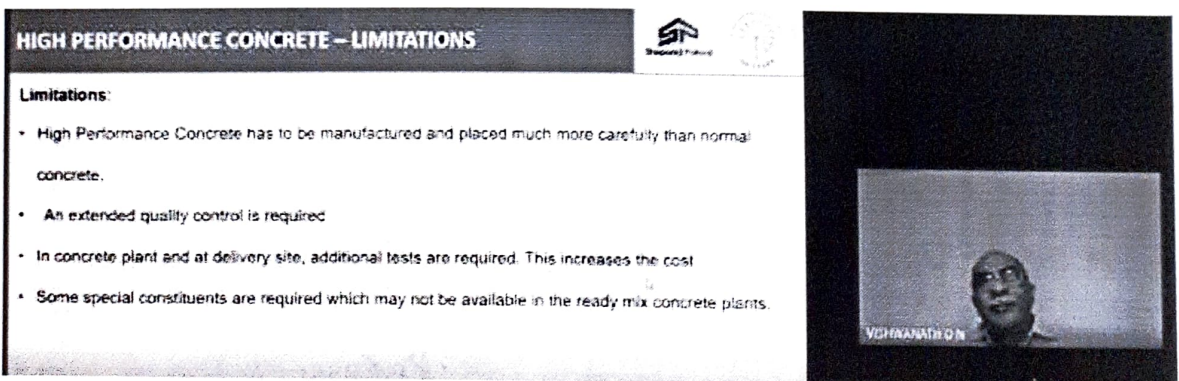 HIGH PERFORMANCE CONCRETE – LIMITATIONS
Limitations:
• High Performance Concrete has to be manufactured and placed much more carefully than normal
concrete.
• An extended quality control is required
• In concrete plant and at delivery site, additional tests are required. This increases the cost
• Some special constituents are required which may not be available in the ready mix concrete plants.
VISHWANATH D N